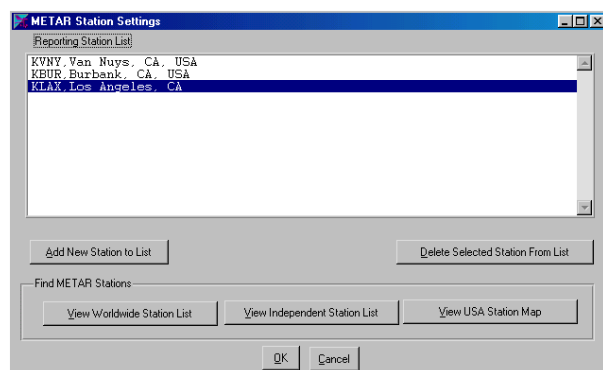 METAR Station Settings
Reporting Station List
KVNY,Van Nuys, CA, USA
KBUR,Burbank, CA, USA
KLAX,Los Angeles, CA
Add New Station to List
Delete Selected Station From List
Find METAR Stations
View Worldwide Station List
View Independent Station List
View USA Station Map
OK
Cancel